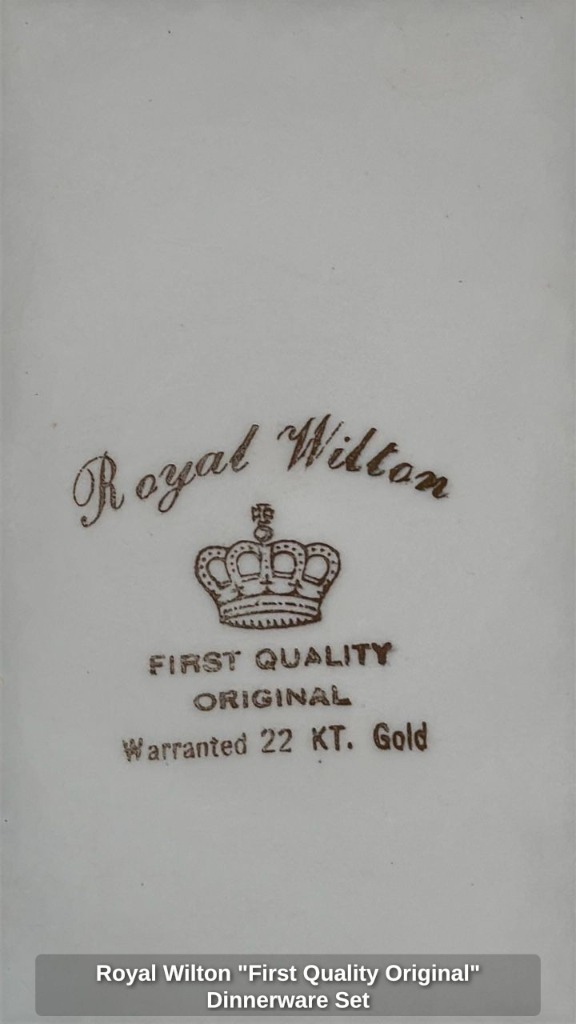 Royal Wilton
FIRST QUALITY
ORIGINAL
Warranted 22 KT. Gold
Royal Wilton "First Quality Original"
Dinnerware Set